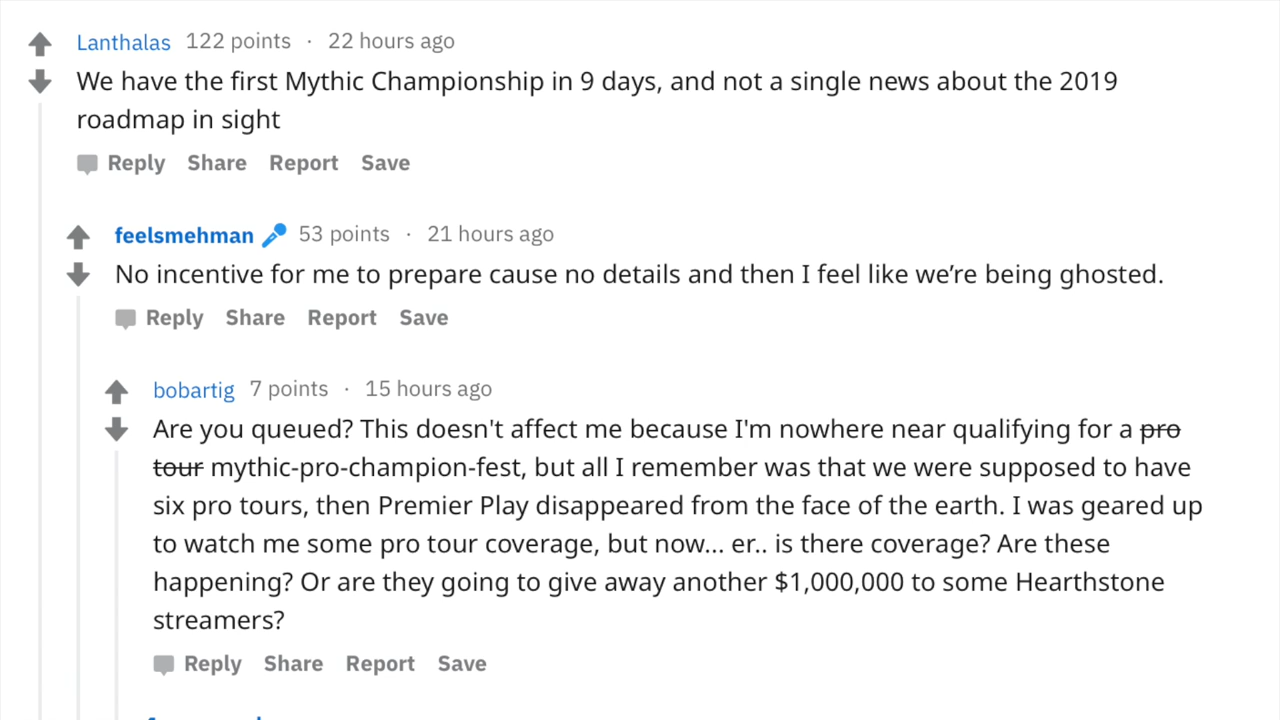 Lanthalas 122 points · 22 hours ago
We have the first Mythic Championship in 9 days, and not a single news about the 2019
roadmap in sight
Reply Share Report Save
feelsmehman 53 points · 21 hours ago
No incentive for me to prepare cause no details and then I feel like we’re being ghosted.
Reply Share Report Save
bobartig 7 points · 15 hours ago
Are you queued? This doesn't affect me because I'm nowhere near qualifying for a pro
tour mythic-pro-champion-fest, but all I remember was that we were supposed to have
six pro tours, then Premier Play disappeared from the face of the earth. I was geared up
to watch me some pro tour coverage, but now... er.. is there coverage? Are these
happening? Or are they going to give away another $1,000,000 to some Hearthstone
streamers?
Reply Share Report Save